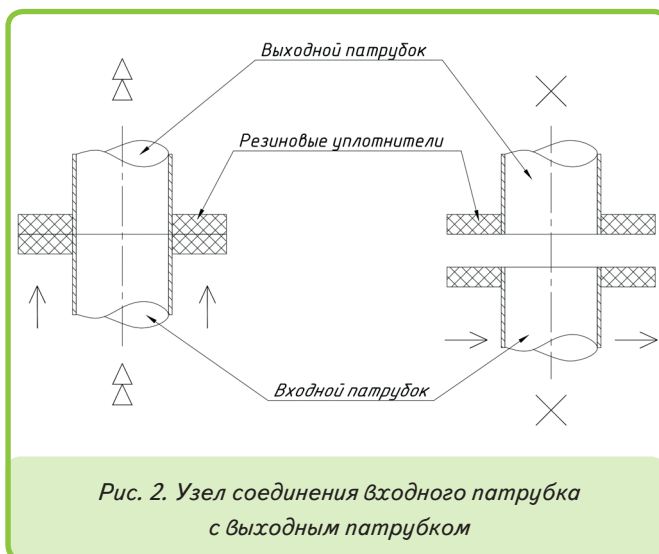 Выходной патрубок
Резиновые уплотнители
Входной патрубок
Рис. 2. Узел соединения входного патрубка
с выходным патрубком